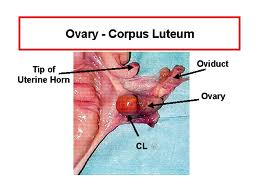 Ovary - Corpus Luteum
Tip of
Uterine Horn
Oviduct
Ovary
CL